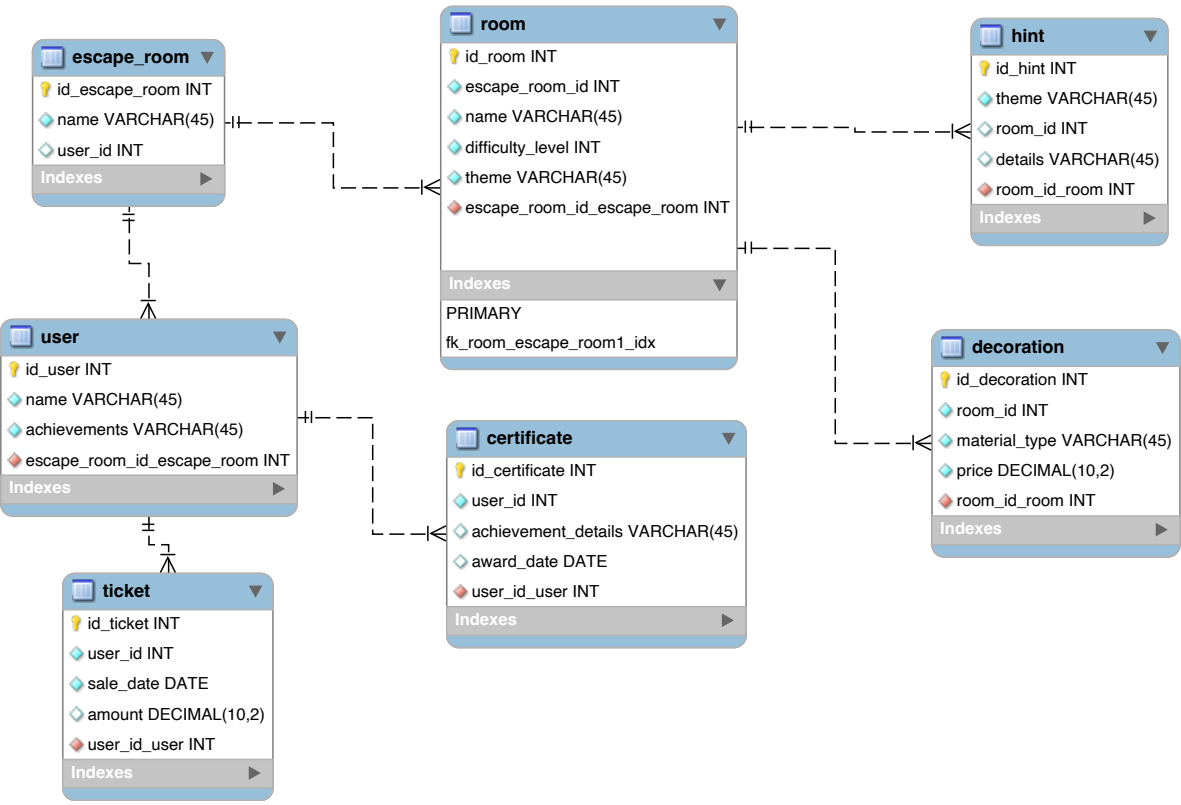 escape_room
id_escape_room INT
name VARCHAR(45)
user_id INT
Indexes
room
id_room INT
escape_room_id INT
name VARCHAR(45)
difficulty_level INT
theme VARCHAR(45)
escape_room_id_escape_room INT
Indexes
PRIMARY
fk_room_escape_room1_idx
hint
id_hint INT
theme VARCHAR(45)
room_id INT
details VARCHAR(45)
room_id_room INT
Indexes
user
id_user INT
name VARCHAR(45)
achievements VARCHAR(45)
escape_room_id_escape_room INT
Indexes
certificate
id_certificate INT
user_id INT
achievement_details VARCHAR(45)
award_date DATE
user_id_user INT
Indexes
decoration
id_decoration INT
room_id INT
material_type VARCHAR(45)
price DECIMAL(10,2)
room_id_room INT
Indexes
ticket
id_ticket INT
user_id INT
sale_date DATE
amount DECIMAL(10,2)
user_id_user INT
Indexes